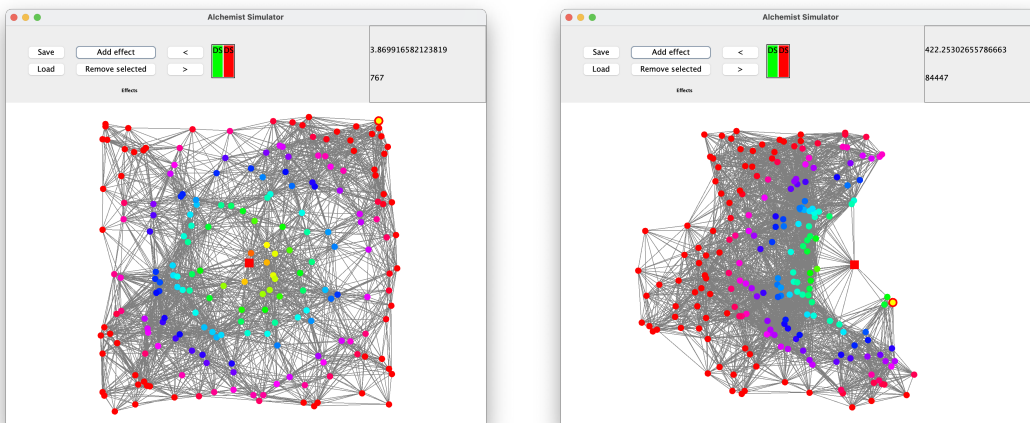 Alchemist Simulator
Save Add effect < DS DS 3.869916582123819
Load Remove selected > 767
Effects
Alchemist Simulator
Save Add effect < DS DS 422.25302655786663
Load Remove selected > 84447
Effects